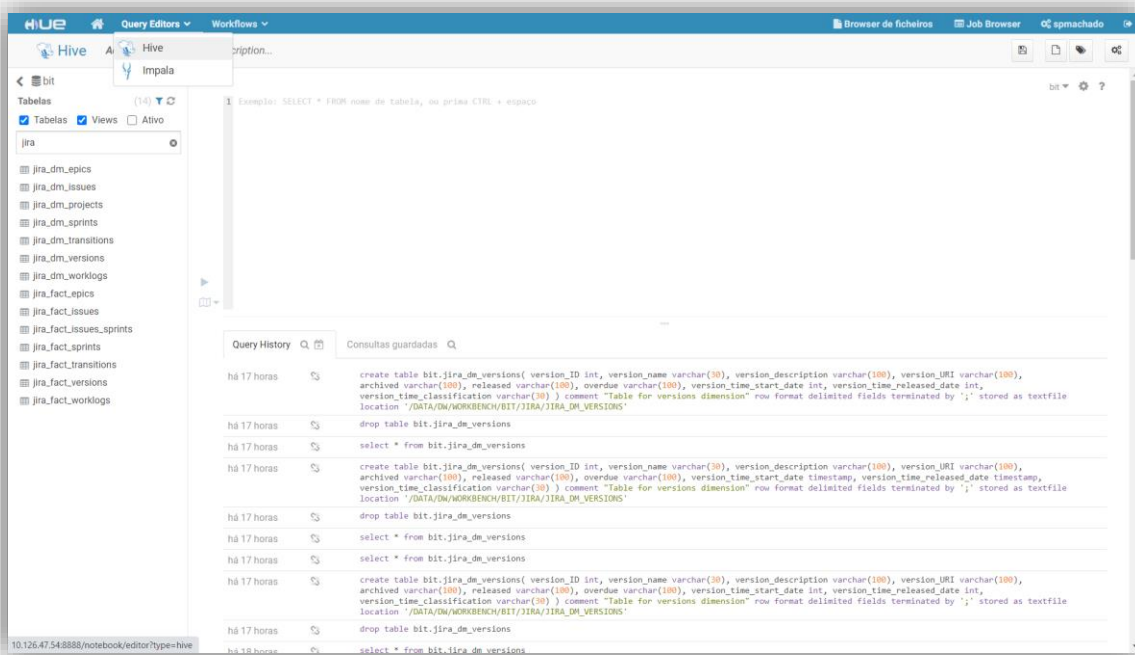 HUE Query Editors Workflows Browser de ficheiros Job Browser spmachado
Hive
Hive
Impala
cription...
bit
Tabelas (14)
Tabelas Views Ativo
jira
jira_dm_epics
jira_dm_issues
jira_dm_projects
jira_dm_sprints
jira_dm_transitions
jira_dm_versions
jira_dm_worklogs
jira_fact_epics
jira_fact_issues
jira_fact_issues_sprints
jira_fact_sprints
jira_fact_transitions
jira_fact_versions
jira_fact_worklogs
bit ?
1 Exemplo: SELECT * FROM nome de tabela, ou prima CTRL + espaço
Query History Consultas guardadas
há 17 horas create table bit.jira_dm_versions( version_ID int, version_name varchar(30), version_description varchar(100), version_URI varchar(100),
archived varchar(100), released varchar(100), overdue varchar(100), version_time_start_date int, version_time_released_date int,
version_time_classification varchar(30) ) comment "Table for versions dimension" row format delimited fields terminated by ';' stored as textfile
location '/DATA/DW/WORKBENCH/BIT/JIRA/JIRA_DM_VERSIONS'
há 17 horas drop table bit.jira_dm_versions
há 17 horas select * from bit.jira_dm_versions
há 17 horas create table bit.jira_dm_versions( version_ID int, version_name varchar(30), version_description varchar(100), version_URI varchar(100),
archived varchar(100), released varchar(100), overdue varchar(100), version_time_start_date timestamp, version_time_released_date timestamp,
version_time_classification varchar(30) ) comment "Table for versions dimension" row format delimited fields terminated by ';' stored as textfile
location '/DATA/DW/WORKBENCH/BIT/JIRA/JIRA_DM_VERSIONS'
há 17 horas drop table bit.jira_dm_versions
há 17 horas select * from bit.jira_dm_versions
há 17 horas select * from bit.jira_dm_versions
há 17 horas create table bit.jira_dm_versions( version_ID int, version_name varchar(30), version_description varchar(100), version_URI varchar(100),
archived varchar(100), released varchar(100), overdue varchar(100), version_time_start_date int, version_time_released_date int,
version_time_classification varchar(30) ) comment "Table for versions dimension" row format delimited fields terminated by ';' stored as textfile
location '/DATA/DW/WORKBENCH/BIT/JIRA/JIRA_DM_VERSIONS'
há 17 horas drop table bit.jira_dm_versions
há 18 horas select * from bit.jira_dm_versions
10.126.47.54:8888/notebook/editor?type=hive